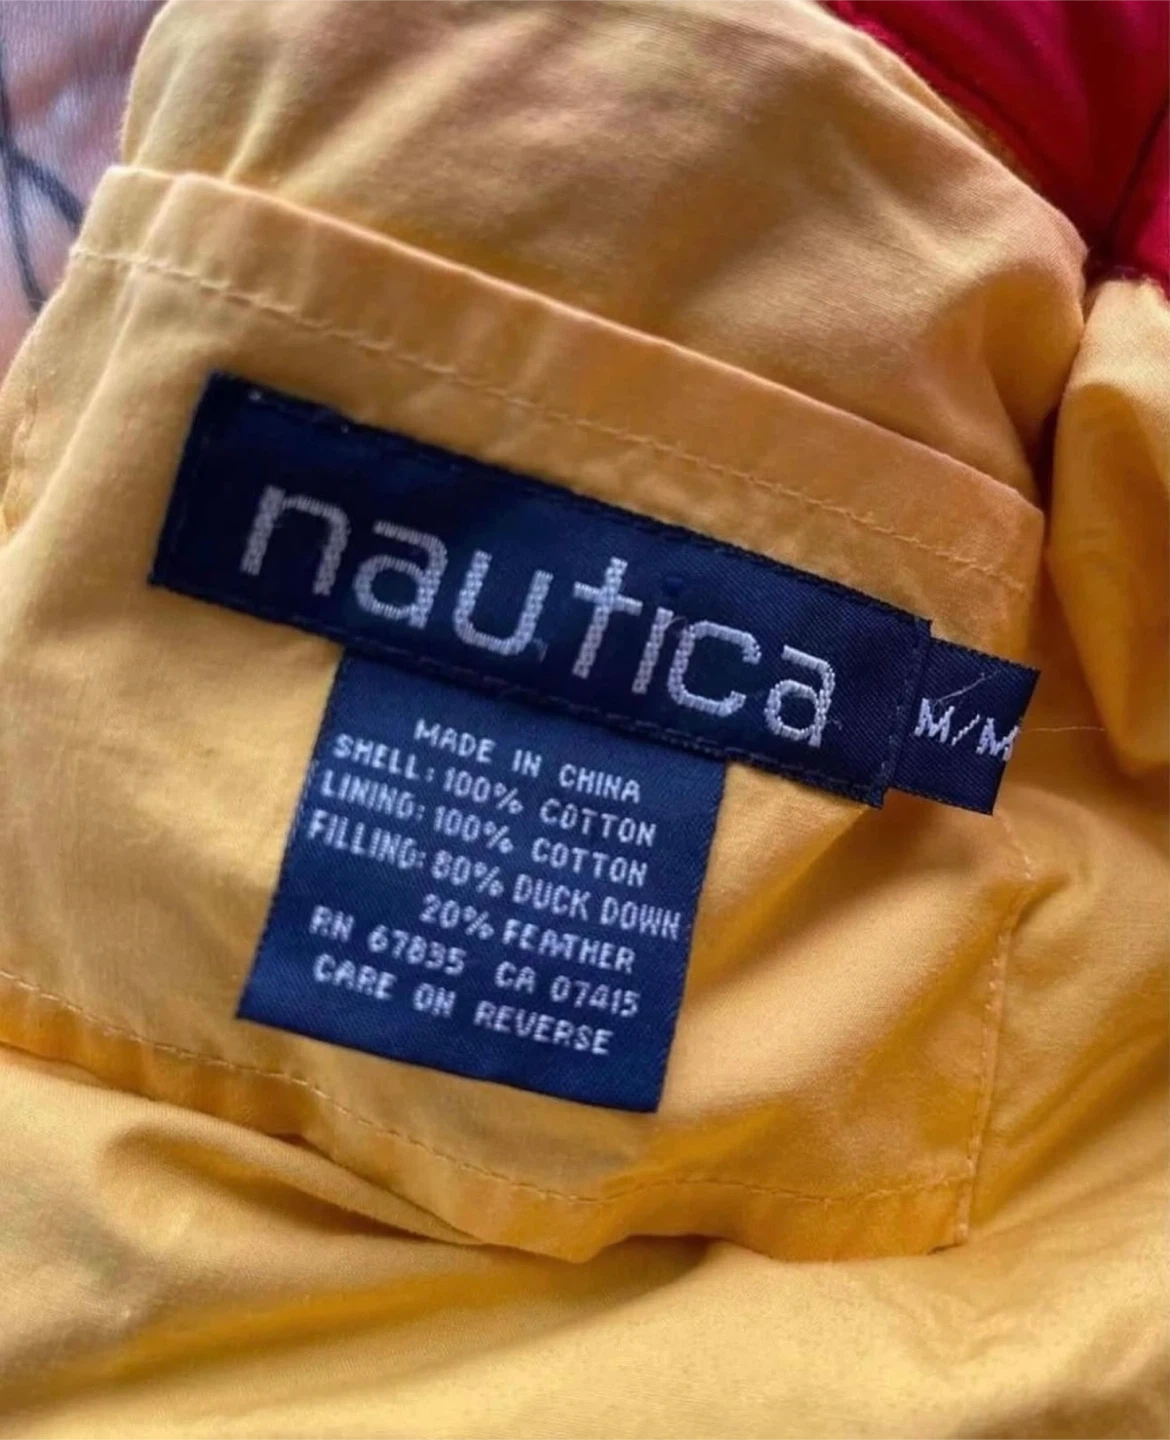 nautica
M/M
MADE IN CHINA
SHELL: 100% COTTON
LINING: 100% COTTON
FILLING: 80% DUCK DOWN
20% FEATHER
RN 67835 CA 07415
CARE ON REVERSE